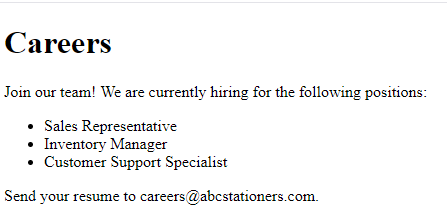 Careers
Join our team! We are currently hiring for the following positions:
• Sales Representative
• Inventory Manager
• Customer Support Specialist
Send your resume to careers@abcstationers.com.